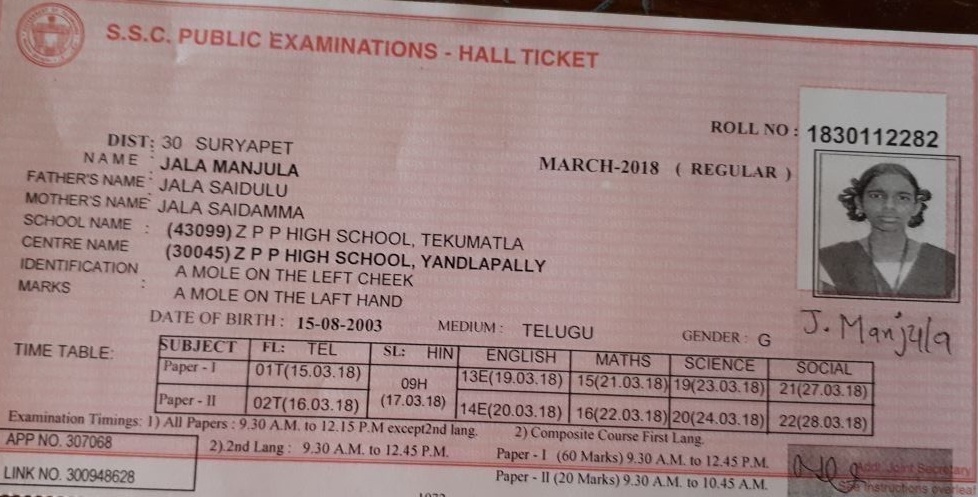 S.S.C. PUBLIC EXAMINATIONS - HALL TICKET
ROLL NO : 1830112282
DIST: 30 SURYAPET
MARCH-2018 ( REGULAR )
NAME : JALA MANJULA
FATHER'S NAME : JALA SAIDULU
MOTHER'S NAME JALA SAIDAMMA
SCHOOL NAME : (43099) Z P P HIGH SCHOOL, TEKUMATLA
CENTRE NAME (30045) Z P P HIGH SCHOOL, YANDLAPALLY
IDENTIFICATION MARKS : A MOLE ON THE LEFT CHEEK
A MOLE ON THE LAFT HAND
DATE OF BIRTH : 15-08-2003 MEDIUM : TELUGU GENDER : G
J. Manjula
TIME TABLE: SUBJECT FL: TEL SL: HIN ENGLISH MATHS SCIENCE SOCIAL
Paper - I 01T(15.03.18) 09H (17.03.18) 13E(19.03.18) 15(21.03.18) 19(23.03.18) 21(27.03.18)
Paper - II 02T(16.03.18) 14E(20.03.18) 16(22.03.18) 20(24.03.18) 22(28.03.18)
Examination Timings: 1) All Papers : 9.30 A.M. to 12.15 P.M except2nd lang. 2) Composite Course First Lang.
2).2nd Lang : 9.30 A.M. to 12.45 P.M. Paper - I (60 Marks) 9.30 A.M. to 12.45 P.M.
Paper - II (20 Marks) 9.30 A.M. to 10.45 A.M.
APP NO. 307068
LINK NO. 300948628
Addl. Joint Secretary
Instructions overleaf